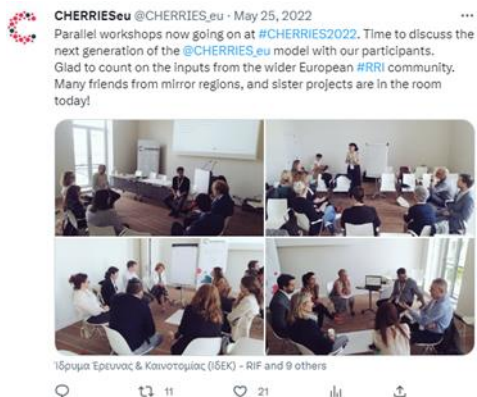 CHERRIESeu @CHERRIES_eu · May 25, 2022
Parallel workshops now going on at #CHERRIES2022. Time to discuss the
next generation of the @CHERRIES_eu model with our participants.
Glad to count on the inputs from the wider European #RRI community.
Many friends from mirror regions, and sister projects are in the room
today!
Ίδρυμα Έρευνας & Καινοτομίας (ΙδΕΚ) – RIF and 9 others
11 21